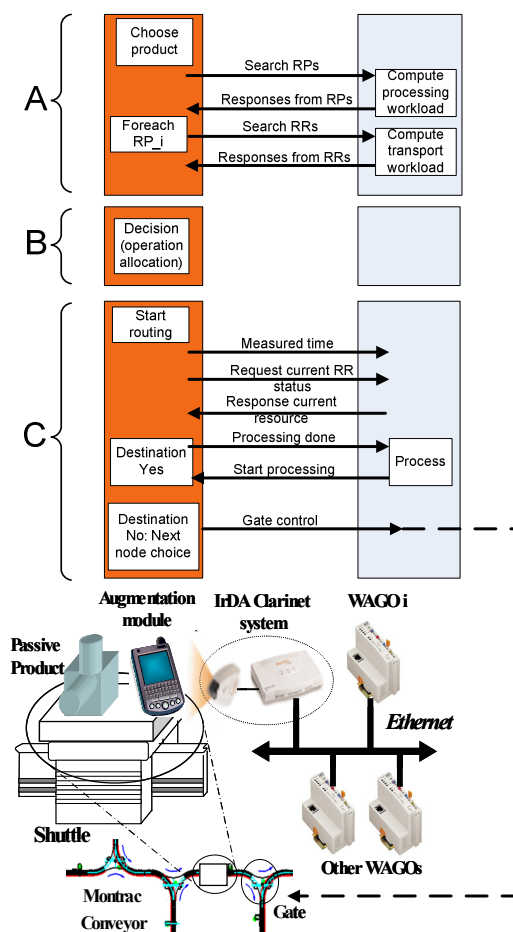 A
Choose
product
Search RPs
Compute
processing
workload
Responses from RPs
Foreach
RP_i
Search RRs
Compute
transport
workload
Responses from RRs
B
Decision
(operation
allocation)
C
Start
routing
Measured time
Request current RR
status
Response current
resource
Destination
Yes
Processing done
Process
Start processing
Destination
No: Next
node choice
Gate control
Augmentation
module
IrDA Clarinet
system
WAGO i
Passive
Product
Ethernet
Shuttle
Other WAGOs
Montrac
Conveyor
Gate